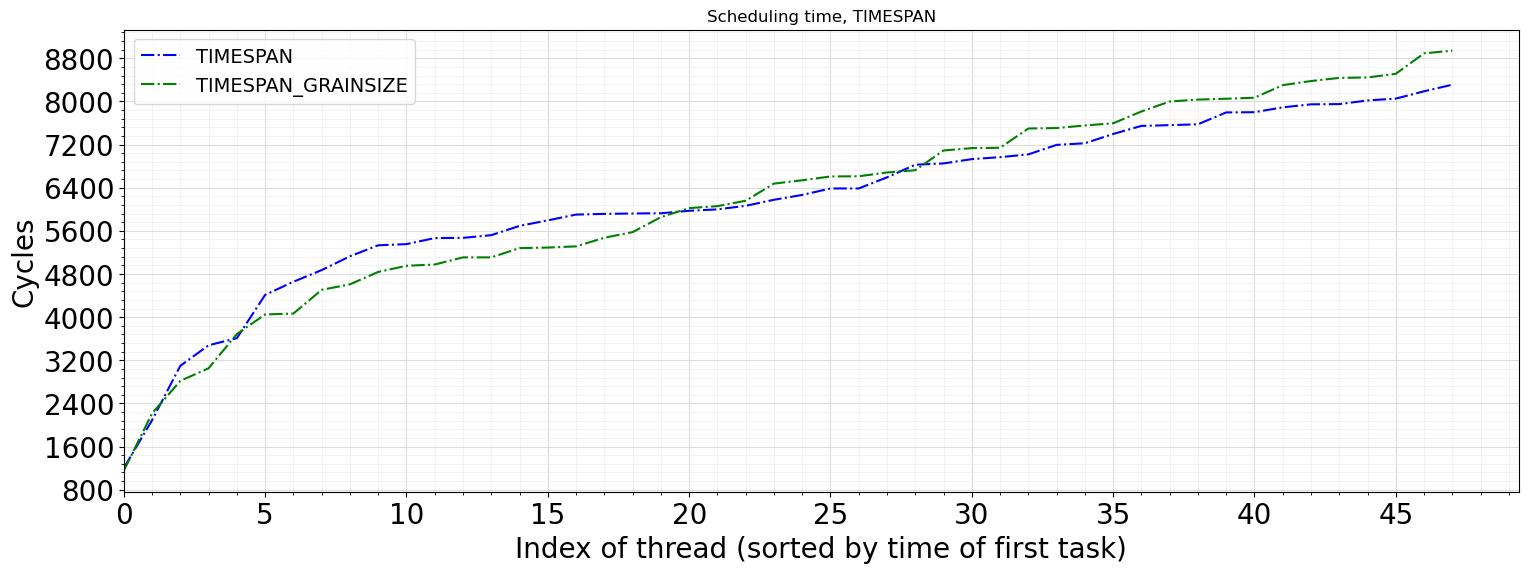 Scheduling time, TIMESPAN
TIMESPAN
TIMESPAN_GRAINSIZE
Cycles
8800
8000
7200
6400
5600
4800
4000
3200
2400
1600
800
0 5 10 15 20 25 30 35 40 45
Index of thread (sorted by time of first task)